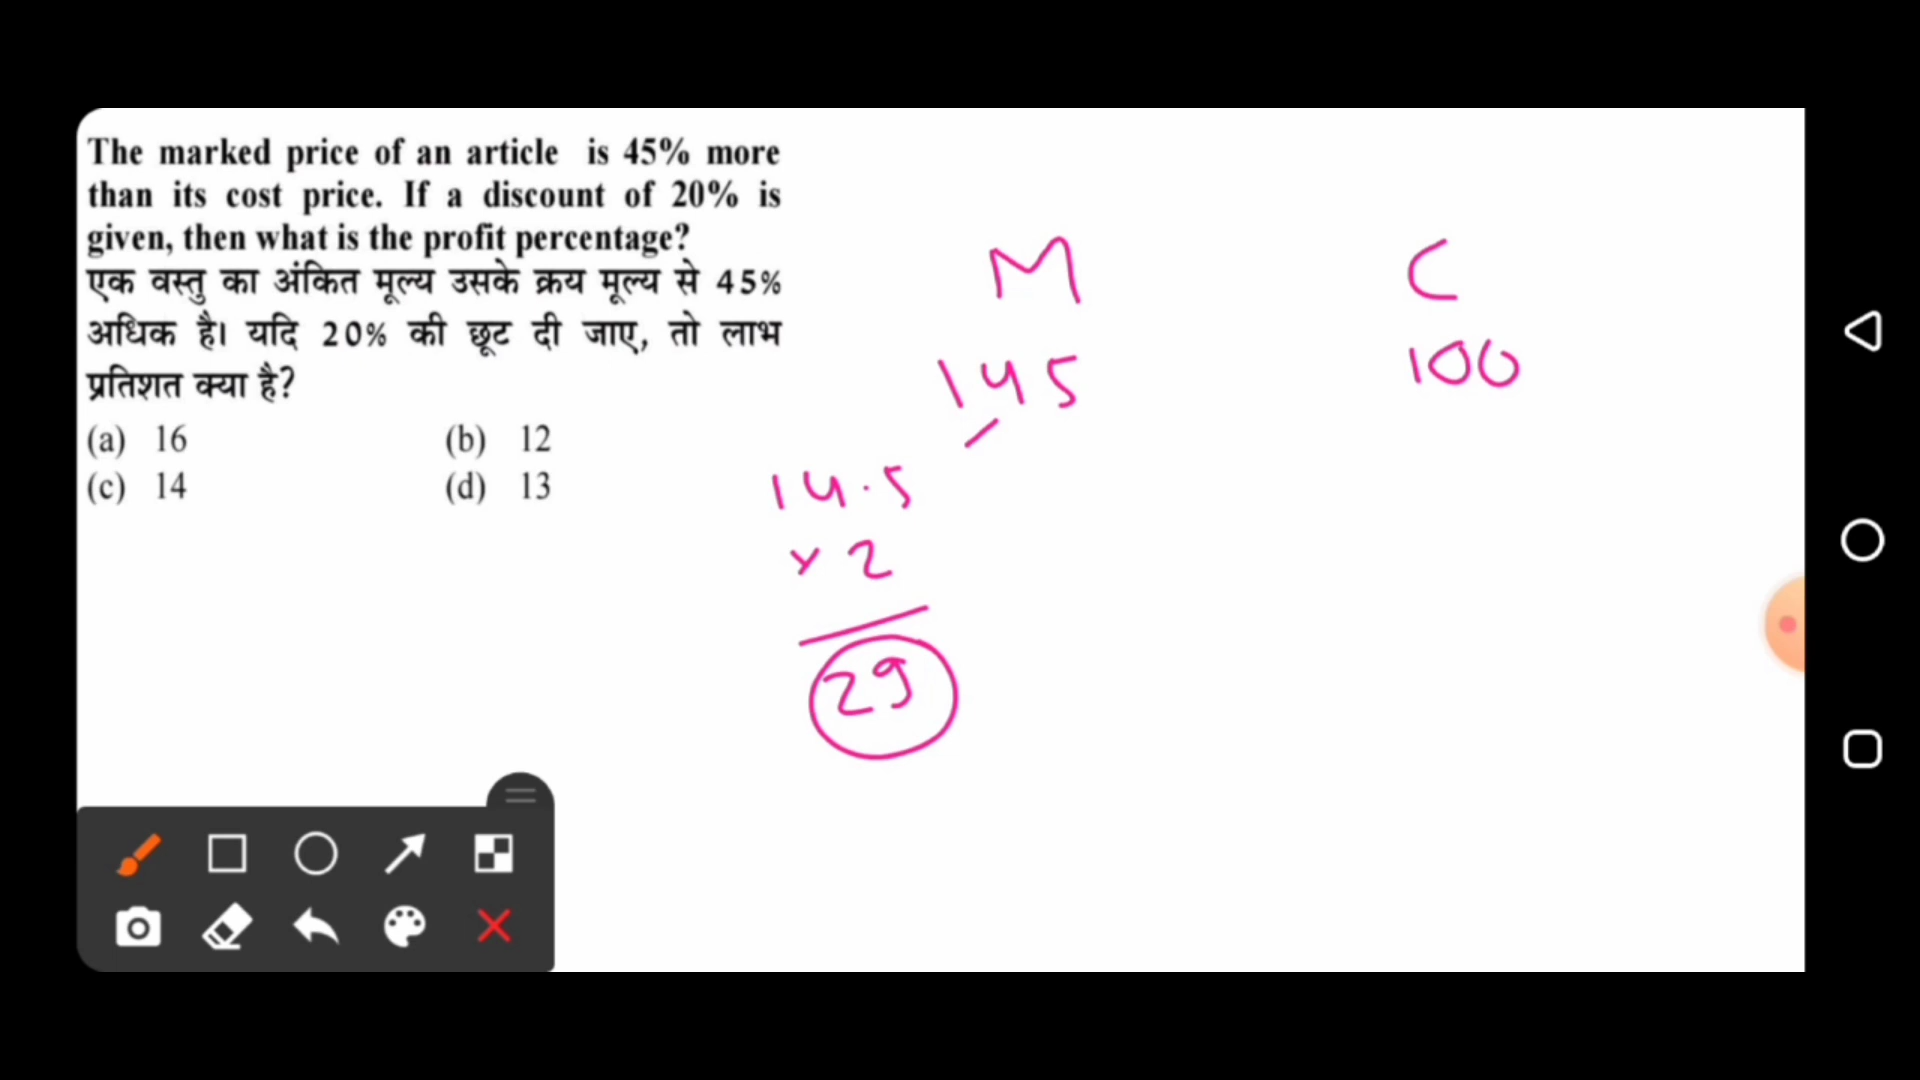 The marked price of an article is 45% more
than its cost price. If a discount of 20% is
given, then what is the profit percentage?
एक वस्तु का अंकित मूल्य उसके क्रय मूल्य से 45%
अधिक है। यदि 20% की छूट दी जाए, तो लाभ
प्रतिशत क्या है?
(a) 16 (b) 12
(c) 14 (d) 13
M C
145 100
14.5
× 2
29